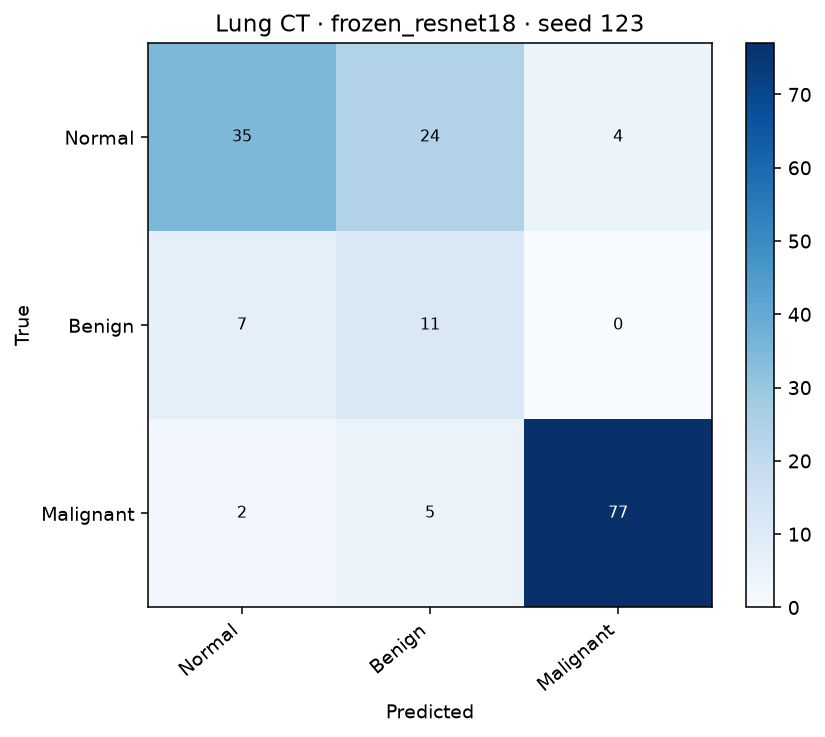 Lung CT · frozen_resnet18 · seed 123
True
Normal
35 24 4
Benign
7 11 0
Malignant
2 5 77
Normal Benign Malignant
Predicted
70
60
50
40
30
20
10
0